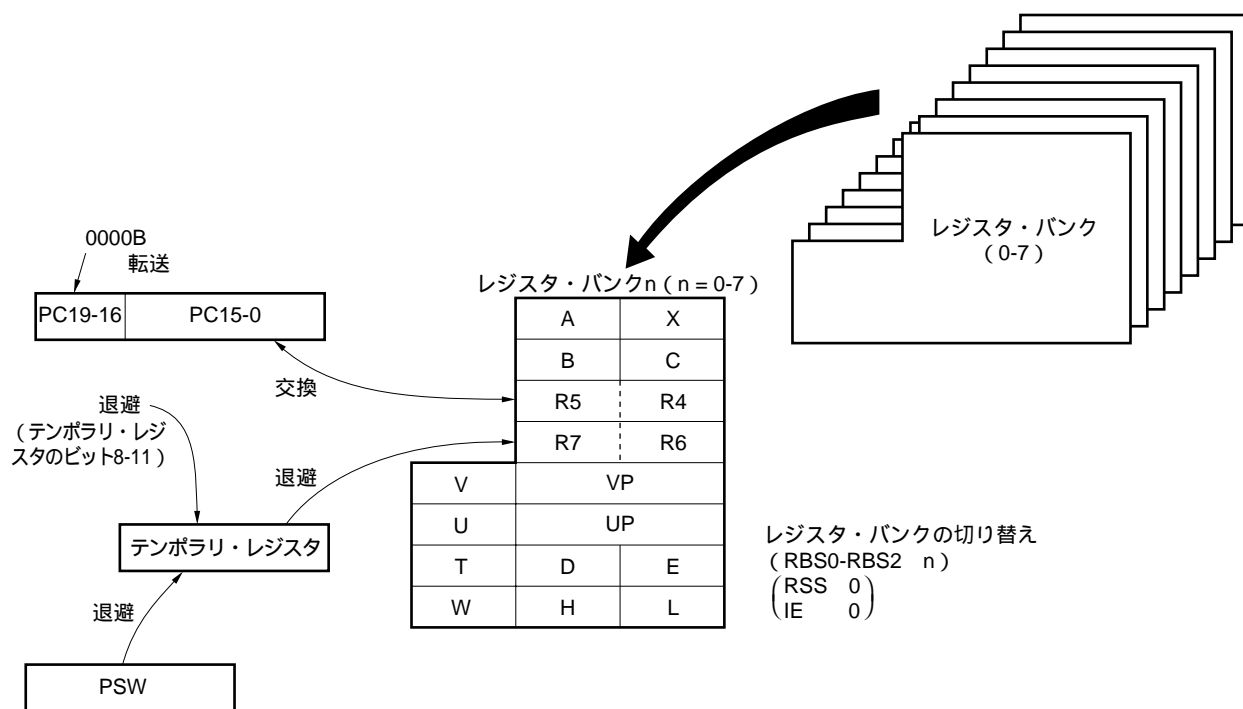 レジスタ・バンク
（0-7）
0000B
転送
PC19-16 PC15-0
交換
退避
（テンポラリ・レジ
スタのビット8-11）
退避
テンポラリ・レジスタ
退避
PSW
レジスタ・バンクn（n = 0-7）
A X
B C
R5 R4
R7 R6
V VP
U UP
T D E
W H L
レジスタ・バンクの切り替え
（RBS0-RBS2 n）
(RSS 0
IE 0)